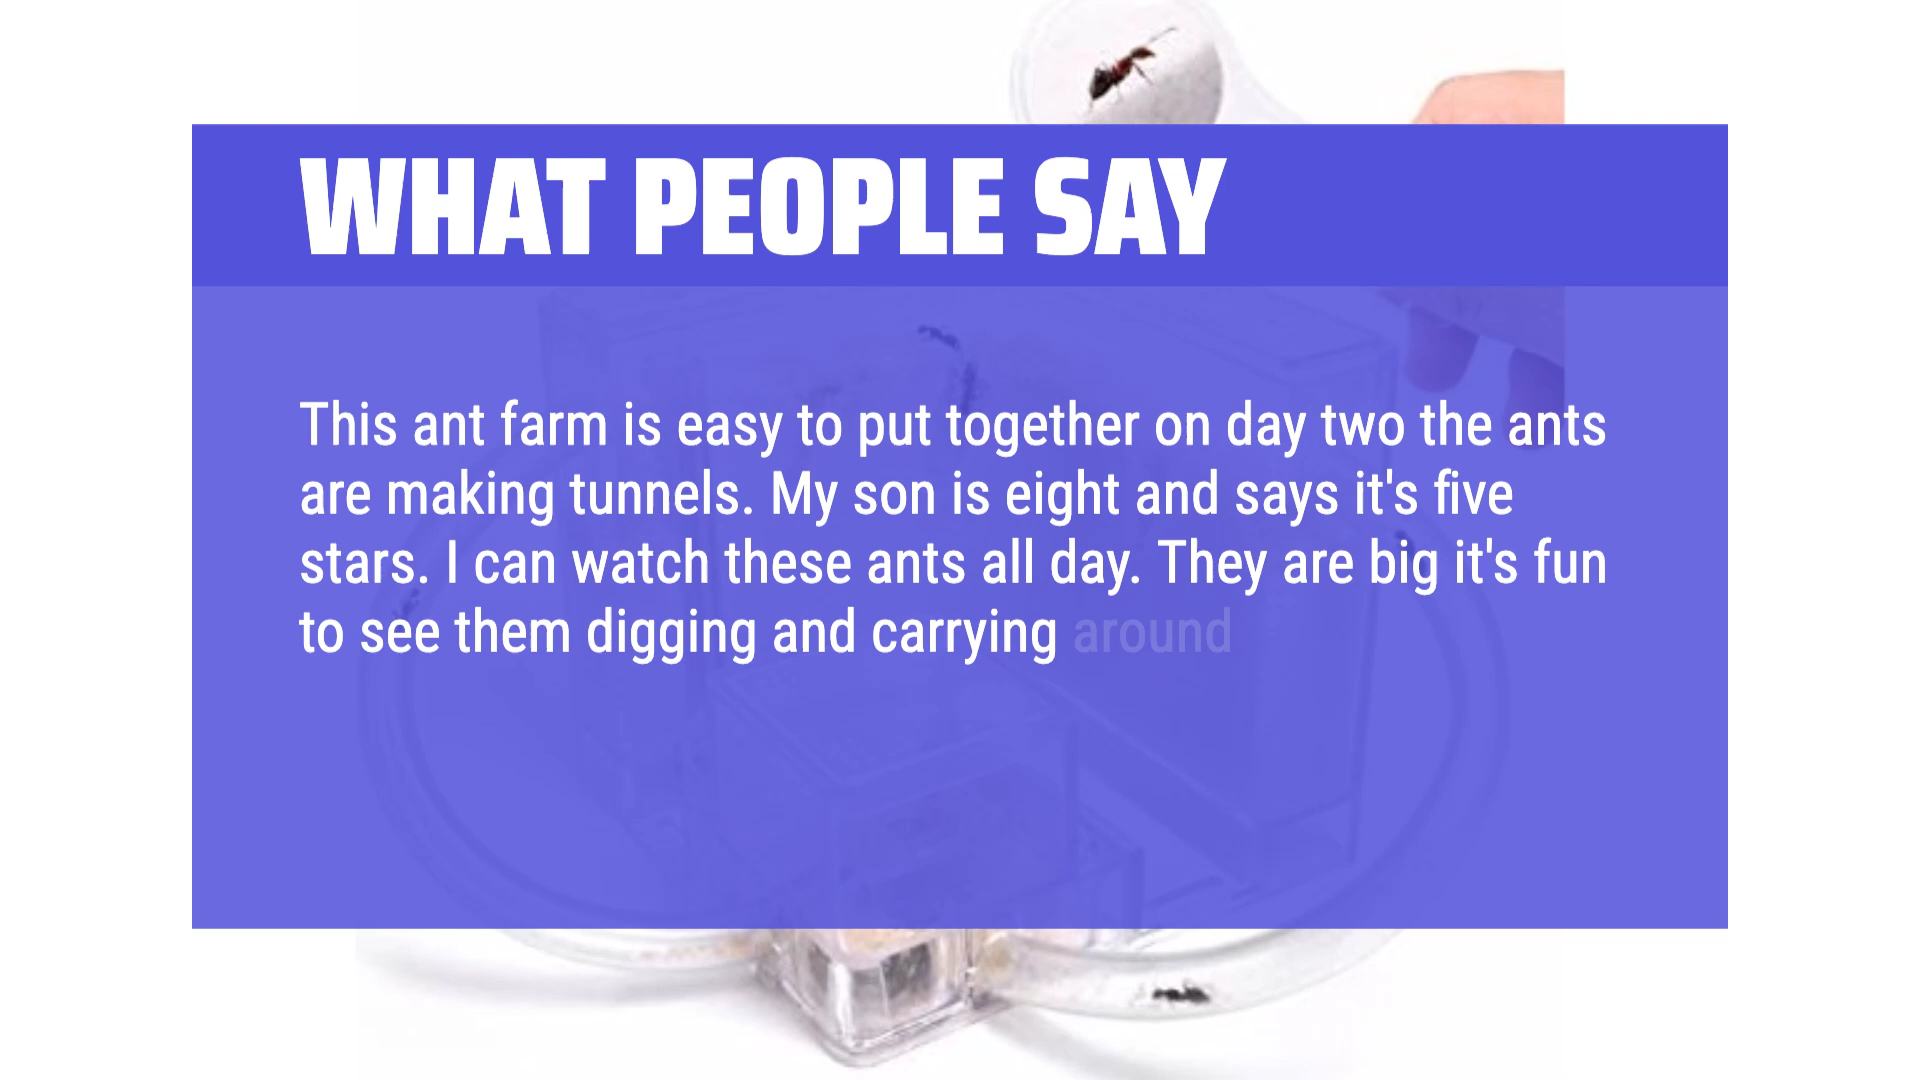 WHAT PEOPLE SAY
This ant farm is easy to put together on day two the ants
are making tunnels. My son is eight and says it's five
stars. I can watch these ants all day. They are big it's fun
to see them digging and carrying around